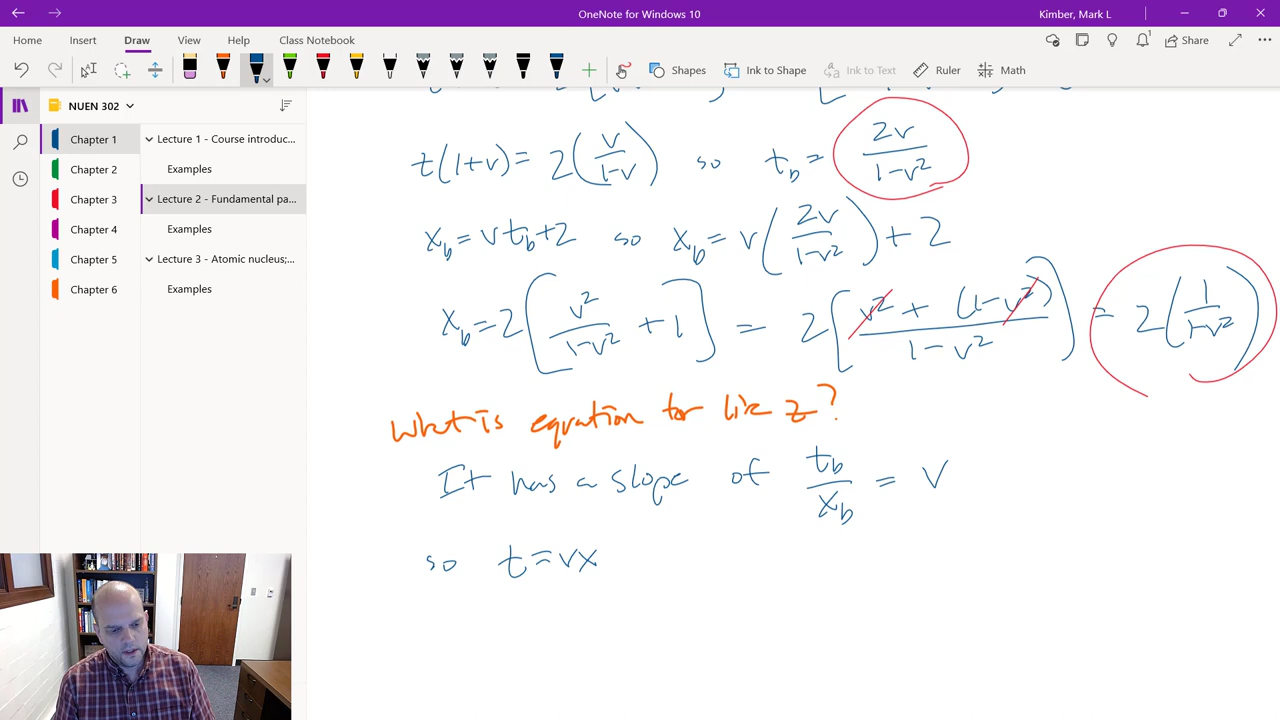 OneNote for Windows 10
Kimber, Mark L
Home Insert Draw View Help Class Notebook
Share
Shapes Ink to Shape Ink to Text Ruler Math
NUEN 302
Chapter 1
Chapter 2
Chapter 3
Chapter 4
Chapter 5
Chapter 6
Lecture 1 - Course introduc...
Examples
Lecture 2 - Fundamental pa...
Examples
Lecture 3 - Atomic nucleus;...
Examples
t(1+v) = 2(v/1-v) so t_b = 2v/1-v²
x_b = v t_b + 2 so x_b = v(2v/1-v²) + 2
x_b = 2[v²/1-v² + 1] = 2[v² + (1-v²)/1-v²] = 2(1/1-v²)
What is equation for line z?
It has a slope of t_b/x_b = v
so t = vx